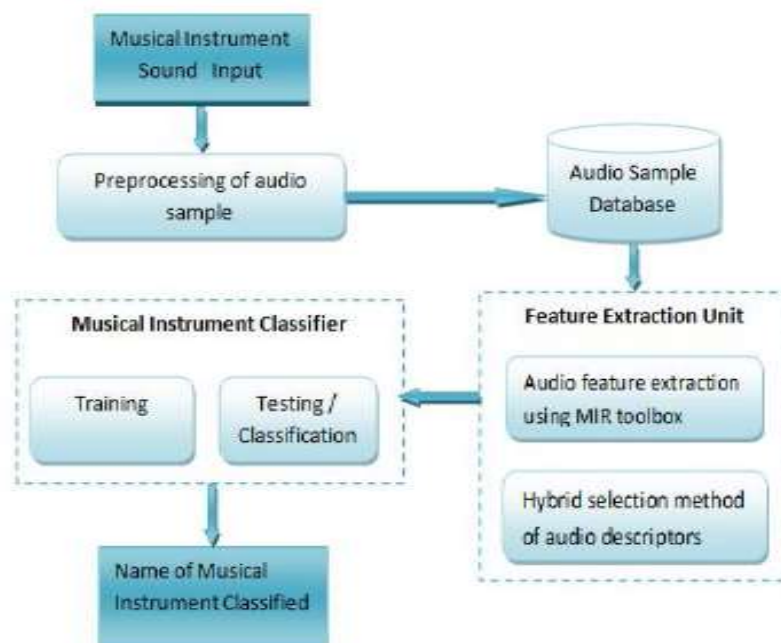 Musical Instrument
Sound Input
Preprocessing of audio
sample
Audio Sample
Database
Feature Extraction Unit
Audio feature extraction
using MIR toolbox
Hybrid selection method
of audio descriptors
Musical Instrument Classifier
Training
Testing /
Classification
Name of Musical
Instrument Classified